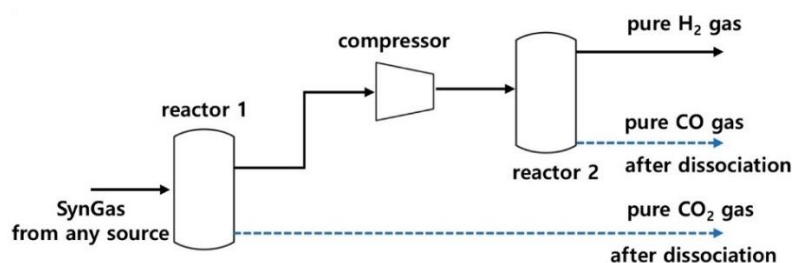 pure H₂ gas
compressor
reactor 1
pure CO gas
after dissociation
reactor 2
SynGas
from any source
pure CO₂ gas
after dissociation